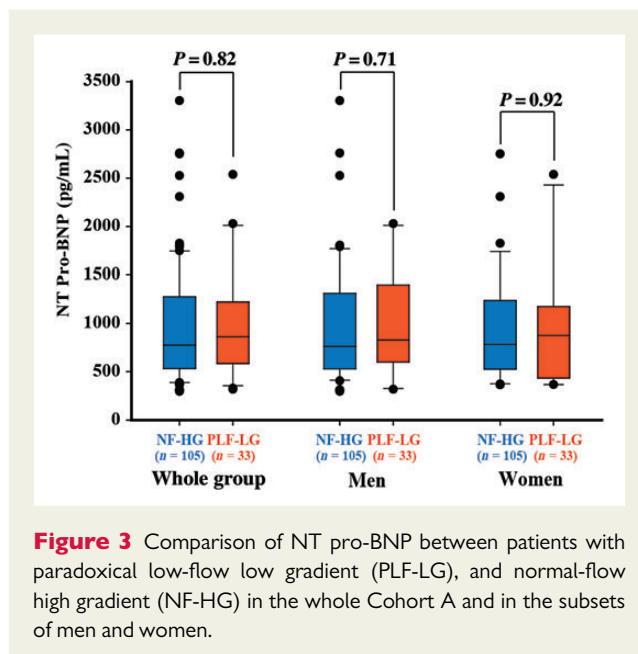 P = 0.82
P = 0.71
P = 0.92
3500
3000
2500
2000
1500
1000
500
0
NT Pro-BNP (pg/mL)
NF-HG PLF-LG NF-HG PLF-LG NF-HG PLF-LG
(n = 105) (n = 33) (n = 105) (n = 33) (n = 105) (n = 33)
Whole group Men Women
Figure 3 Comparison of NT pro-BNP between patients with
paradoxical low-flow low gradient (PLF-LG), and normal-flow
high gradient (NF-HG) in the whole Cohort A and in the subsets
of men and women.